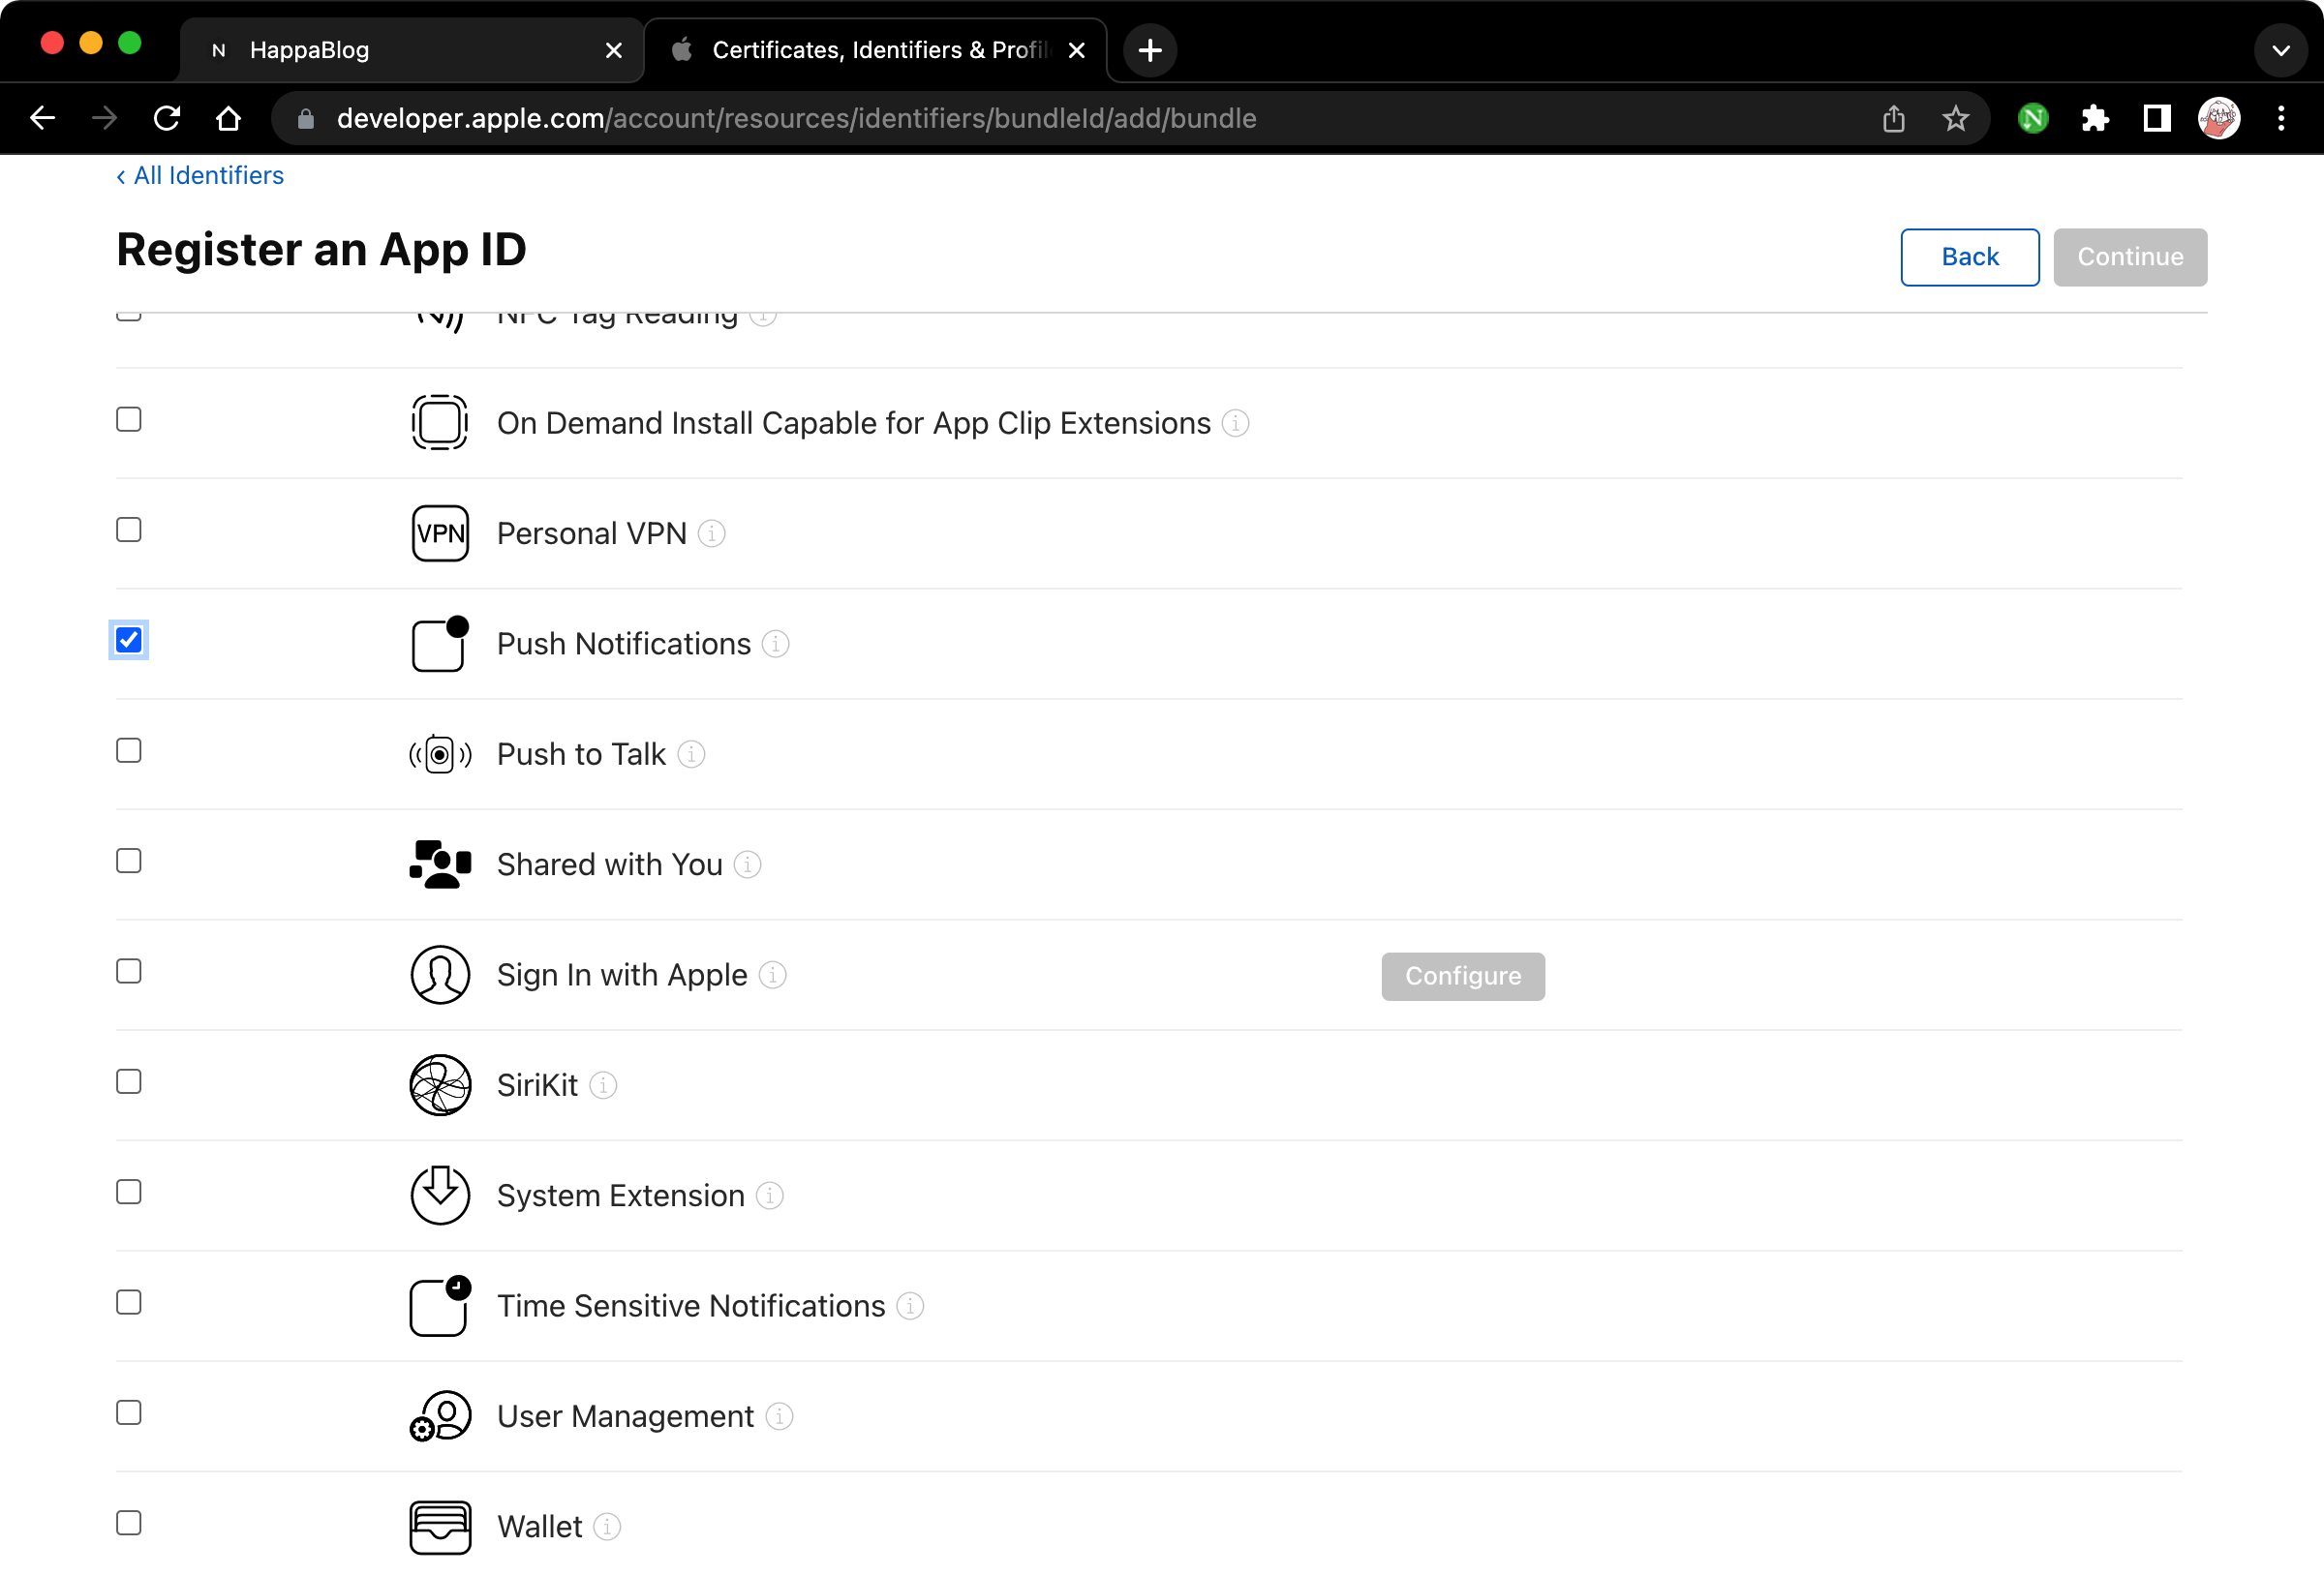 N HappaBlog
Certificates, Identifiers & Profil
developer.apple.com/account/resources/identifiers/bundleId/add/bundle
N
‹ All Identifiers
Register an App ID
Back
Continue
NFC Tag Reading
On Demand Install Capable for App Clip Extensions
VPN Personal VPN
Push Notifications
Push to Talk
Shared with You
Sign In with Apple
Configure
SiriKit
System Extension
Time Sensitive Notifications
User Management
Wallet